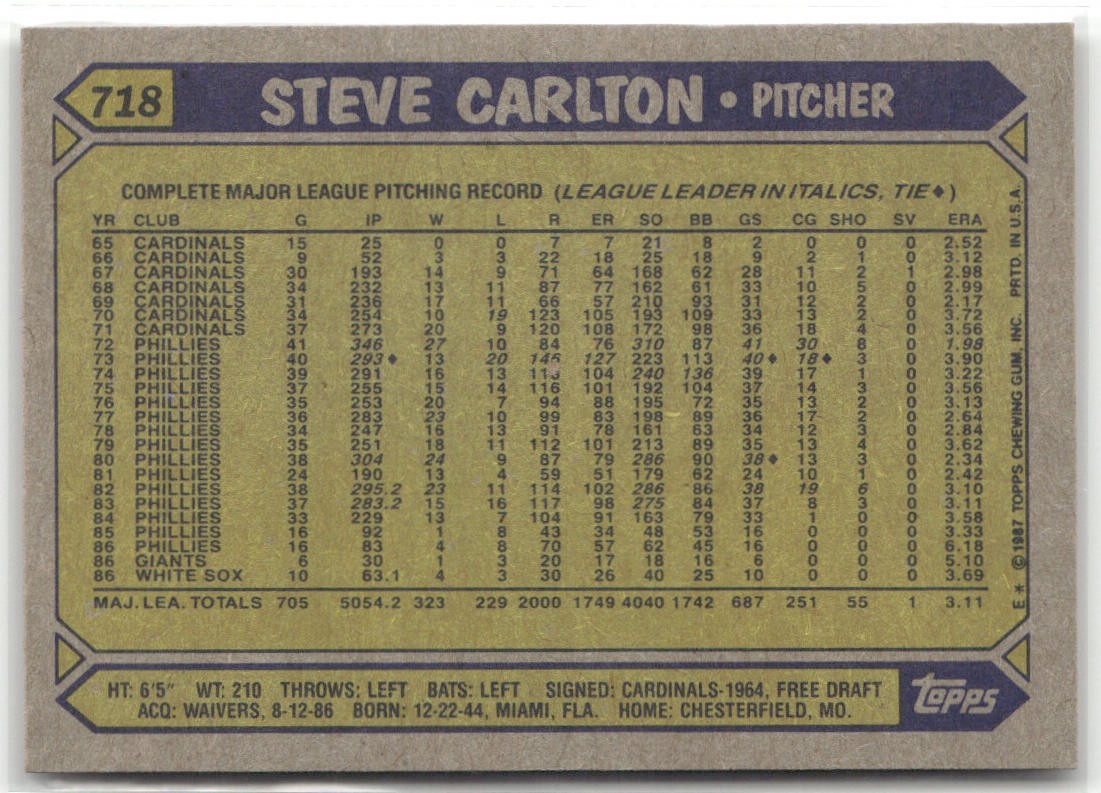 718 STEVE CARLTON • PITCHER
COMPLETE MAJOR LEAGUE PITCHING RECORD (LEAGUE LEADER IN ITALICS, TIE♦)
YR CLUB G IP W L R ER SO BB GS CG SHO SV ERA
65 CARDINALS 15 25 0 0 7 7 21 8 2 0 0 0 2.52
66 CARDINALS 9 52 3 3 22 18 25 18 9 2 1 0 3.12
67 CARDINALS 30 193 14 9 71 64 168 62 28 11 2 1 2.98
68 CARDINALS 34 232 13 11 87 77 162 61 33 10 5 0 2.99
69 CARDINALS 31 236 17 11 66 57 210 93 31 12 2 0 2.17
70 CARDINALS 34 254 10 19 123 105 193 109 33 13 2 0 3.72
71 CARDINALS 37 273 20 9 120 108 172 98 36 18 4 0 3.56
72 PHILLIES 41 346 27 10 84 76 310 87 41 30 8 0 1.98
73 PHILLIES 40 293♦ 13 20 146 127 223 113 40♦ 18♦ 3 0 3.90
74 PHILLIES 39 291 16 13 104 240 136 39 17 1 0 3.22
75 PHILLIES 37 255 15 14 116 101 192 104 37 14 3 0 3.56
76 PHILLIES 35 253 20 7 94 88 195 72 35 13 2 0 3.13
77 PHILLIES 36 283 23 10 99 83 198 89 36 17 2 0 2.64
78 PHILLIES 34 247 16 13 91 78 161 63 34 12 3 0 2.84
79 PHILLIES 35 251 18 11 112 101 213 89 35 13 4 0 3.62
80 PHILLIES 38 304 24 9 87 79 286 90 38♦ 13 3 0 2.34
81 PHILLIES 24 190 13 4 59 51 179 62 24 10 1 0 2.42
82 PHILLIES 38 295.2 23 11 114 102 286 86 38 19 6 0 3.10
83 PHILLIES 37 283.2 15 16 117 98 275 84 37 8 3 0 3.11
84 PHILLIES 33 229 13 7 104 91 163 79 33 1 0 0 3.58
85 PHILLIES 16 92 1 8 43 34 48 53 16 0 0 0 3.33
86 PHILLIES 16 83 4 8 70 57 62 45 16 0 0 0 6.18
86 GIANTS 6 30 1 3 20 17 18 16 6 0 0 0 5.10
86 WHITE SOX 10 63.1 4 3 30 26 40 25 10 0 0 0 3.69
MAJ. LEA. TOTALS 705 5054.2 323 229 2000 1749 4040 1742 687 251 55 1 3.11
E* © 1987 TOPPS CHEWING GUM, INC. PRTD. IN U.S.A.
HT: 6'5" WT: 210 THROWS: LEFT BATS: LEFT SIGNED: CARDINALS-1964, FREE DRAFT
ACQ: WAIVERS, 8-12-86 BORN: 12-22-44, MIAMI, FLA. HOME: CHESTERFIELD, MO.
topps